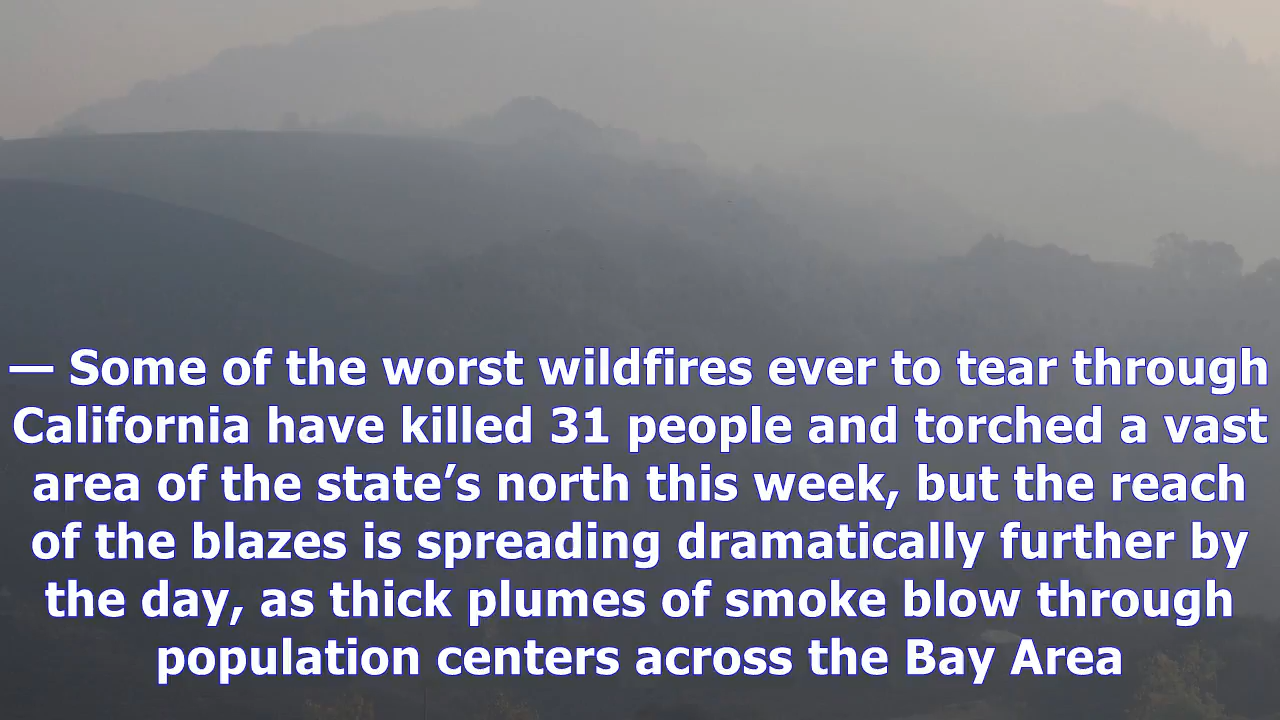 — Some of the worst wildfires ever to tear through
California have killed 31 people and torched a vast
area of the state’s north this week, but the reach
of the blazes is spreading dramatically further by
the day, as thick plumes of smoke blow through
population centers across the Bay Area